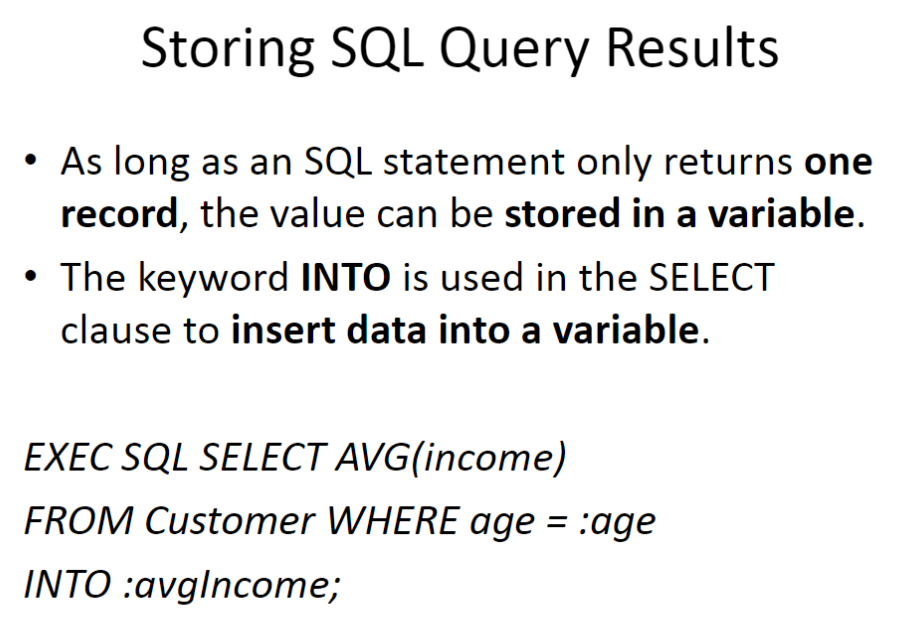 Storing SQL Query Results
• As long as an SQL statement only returns one
record, the value can be stored in a variable.
• The keyword INTO is used in the SELECT
clause to insert data into a variable.
EXEC SQL SELECT AVG(income)
FROM Customer WHERE age = :age
INTO :avgIncome;